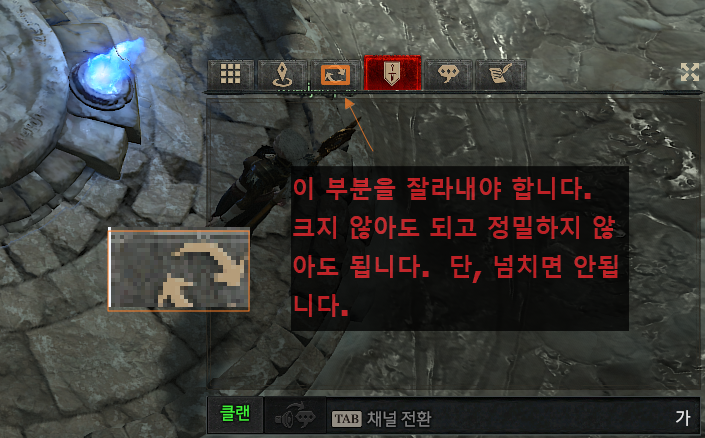 이 부분을 잘라내야 합니다.
크지 않아도 되고 정밀하지 않
아도 됩니다. 단, 넘치면 안됩
니다.
클랜 TAB 채널 전환 가